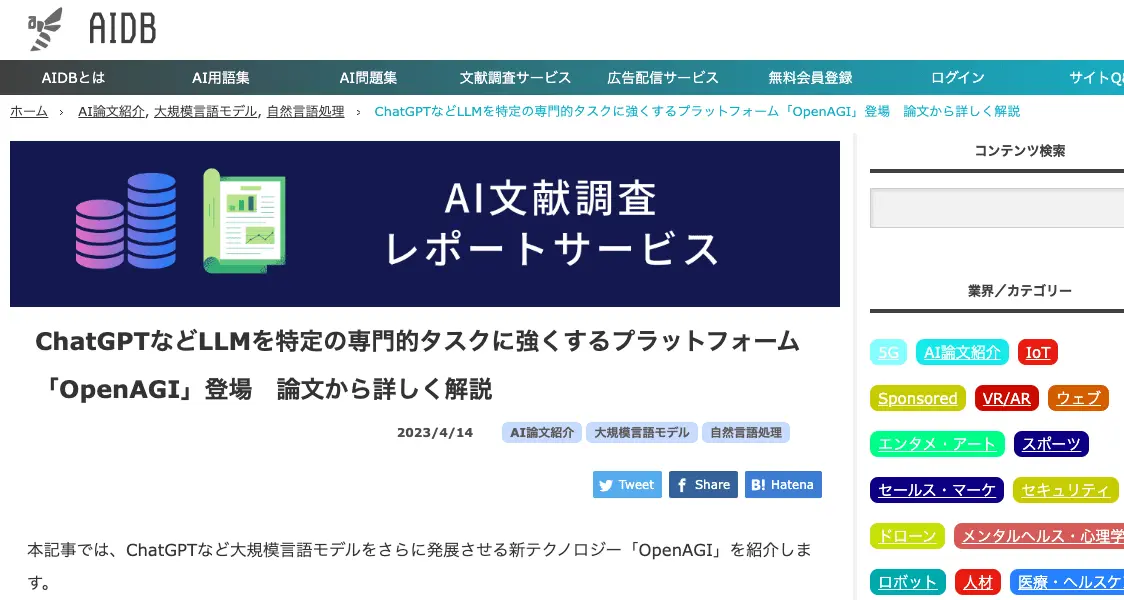 AIDB
AIDBとは AI用語集 AI問題集 文献調査サービス 広告配信サービス 無料会員登録 ログイン サイトQ&
ホーム › AI論文紹介, 大規模言語モデル, 自然言語処理 › ChatGPTなどLLMを特定の専門的タスクに強くするプラットフォーム「OpenAGI」登場 論文から詳しく解説
AI文献調査
レポートサービス
ChatGPTなどLLMを特定の専門的タスクに強くするプラットフォーム
「OpenAGI」登場 論文から詳しく解説
2023/4/14 AI論文紹介 大規模言語モデル 自然言語処理
Tweet Share B! Hatena
本記事では、ChatGPTなど大規模言語モデルをさらに発展させる新テクノロジー「OpenAGI」を紹介しま
す。
コンテンツ検索
業界／カテゴリー
5G AI論文紹介 IoT
Sponsored VR/AR ウェブ
エンタメ・アート スポーツ
セールス・マーケ セキュリティ
ドローン メンタルヘルス・心理学
ロボット 人材 医療・ヘルスケ